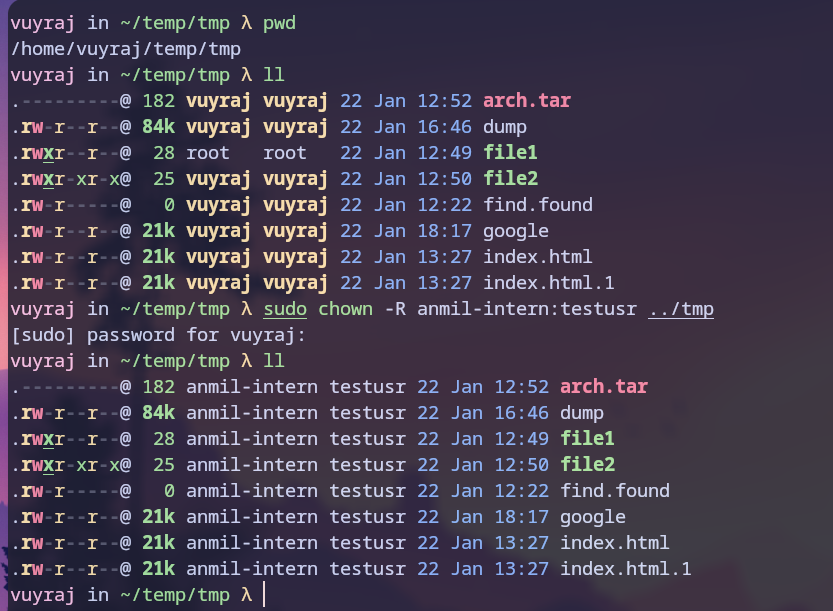 vuyraj in ~/temp/tmp λ pwd
/home/vuyraj/temp/tmp
vuyraj in ~/temp/tmp λ ll
.---------@ 182 vuyraj vuyraj 22 Jan 12:52 arch.tar
.rw-r--r--@ 84k vuyraj vuyraj 22 Jan 16:46 dump
.rwxr--r--@  28 root   root   22 Jan 12:49 file1
.rwxr-xr-x@  25 vuyraj vuyraj 22 Jan 12:50 file2
.rw-r-----@   0 vuyraj vuyraj 22 Jan 12:22 find.found
.rw-r--r--@ 21k vuyraj vuyraj 22 Jan 18:17 google
.rw-r--r--@ 21k vuyraj vuyraj 22 Jan 13:27 index.html
.rw-r--r--@ 21k vuyraj vuyraj 22 Jan 13:27 index.html.1
vuyraj in ~/temp/tmp λ sudo chown -R anmil-intern:testusr ../tmp
[sudo] password for vuyraj:
vuyraj in ~/temp/tmp λ ll
.---------@ 182 anmil-intern testusr 22 Jan 12:52 arch.tar
.rw-r--r--@ 84k anmil-intern testusr 22 Jan 16:46 dump
.rwxr--r--@  28 anmil-intern testusr 22 Jan 12:49 file1
.rwxr-xr-x@  25 anmil-intern testusr 22 Jan 12:50 file2
.rw-r-----@   0 anmil-intern testusr 22 Jan 12:22 find.found
.rw-r--r--@ 21k anmil-intern testusr 22 Jan 18:17 google
.rw-r--r--@ 21k anmil-intern testusr 22 Jan 13:27 index.html
.rw-r--r--@ 21k anmil-intern testusr 22 Jan 13:27 index.html.1
vuyraj in ~/temp/tmp λ